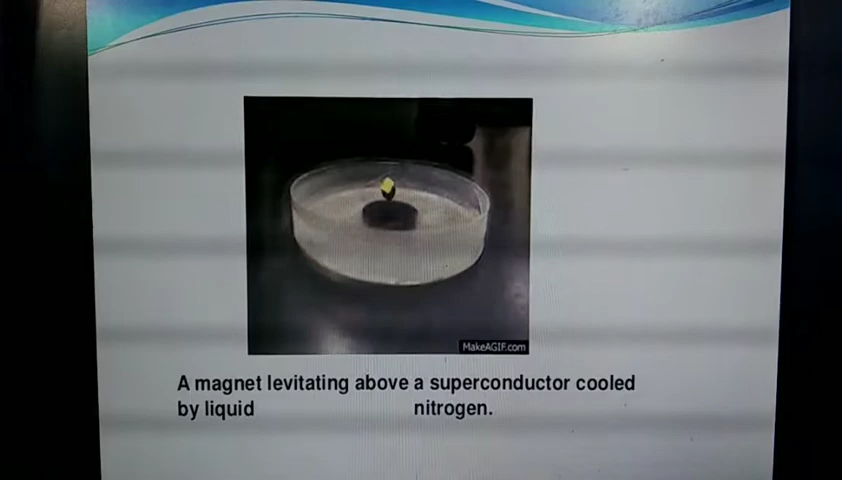 MakeAGIF.com
A magnet levitating above a superconductor cooled
by liquid nitrogen.